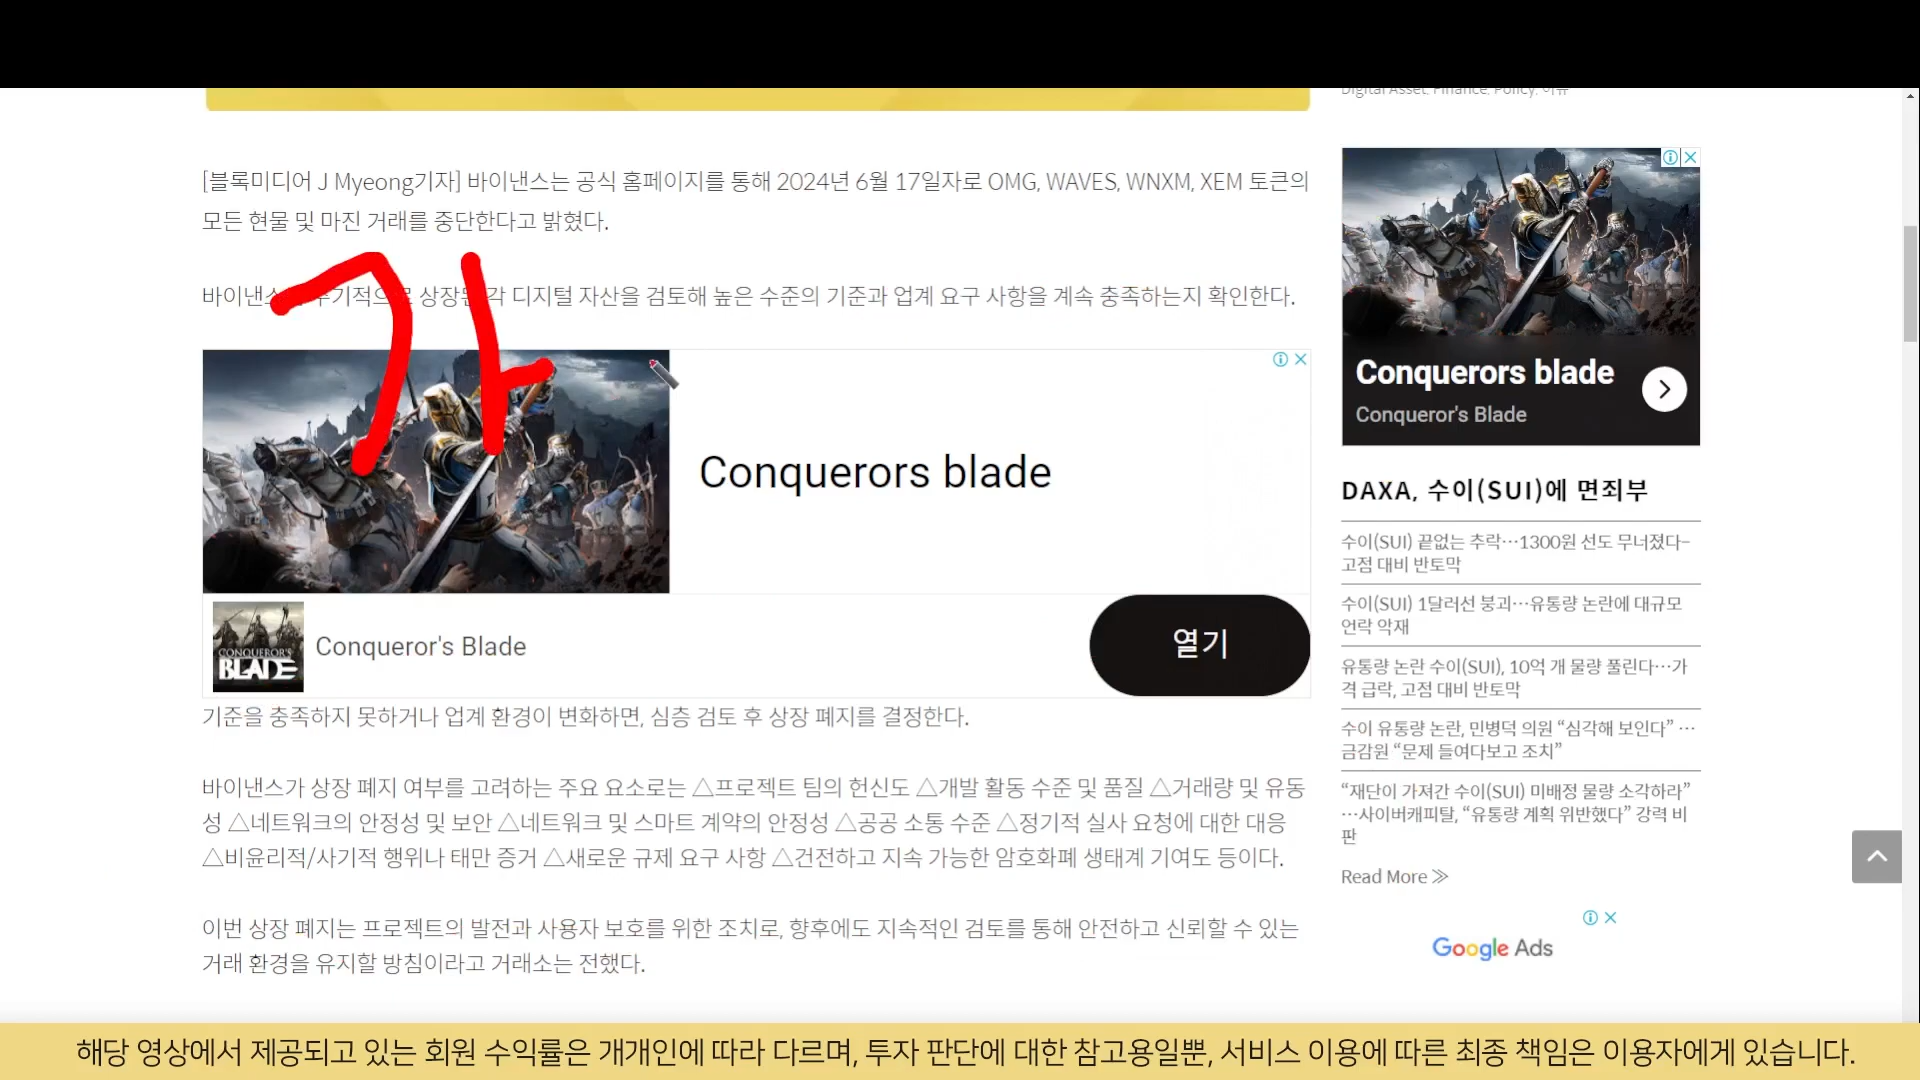 Digital Asset, Finance, Policy, 이슈
[블록미디어 J Myeong기자] 바이낸스는 공식 홈페이지를 통해 2024년 6월 17일자로 OMG, WAVES, WNXM, XEM 토큰의
모든 현물 및 마진 거래를 중단한다고 밝혔다.
가
상장된 각 디지털 자산을 검토해 높은 수준의 기준과 업계 요구 사항을 계속 충족하는지 확인한다.
Conquerors blade
CONQUEROR'S
BLADE
Conqueror's Blade
열기
기준을 충족하지 못하거나 업계 환경이 변화하면, 심층 검토 후 상장 폐지를 결정한다.
바이낸스가 상장 폐지 여부를 고려하는 주요 요소로는 △프로젝트 팀의 헌신도 △개발 활동 수준 및 품질 △거래량 및 유동
성 △네트워크의 안정성 및 보안 △네트워크 및 스마트 계약의 안정성 △공공 소통 수준 △정기적 실사 요청에 대한 대응
△비윤리적/사기적 행위나 태만 증거 △새로운 규제 요구 사항 △건전하고 지속 가능한 암호화폐 생태계 기여도 등이다.
이번 상장 폐지는 프로젝트의 발전과 사용자 보호를 위한 조치로, 향후에도 지속적인 검토를 통해 안전하고 신뢰할 수 있는
거래 환경을 유지할 방침이라고 거래소는 전했다.
Conquerors blade
Conqueror's Blade
DAXA, 수이(SUI)에 면죄부
수이(SUI) 끝없는 추락…1300원 선도 무너졌다–
고점 대비 반토막
수이(SUI) 1달러선 붕괴…유통량 논란에 대규모
언락 악재
유통량 논란 수이(SUI), 10억 개 물량 풀린다…가
격 급락, 고점 대비 반토막
수이 유통량 논란, 민병덕 의원 “심각해 보인다” …
금감원 “문제 들여다보고 조치”
“재단이 가져간 수이(SUI) 미배정 물량 소각하라”
…사이버캐피탈, “유통량 계획 위반했다” 강력 비
판
Read More ≫
Google Ads
해당 영상에서 제공되고 있는 회원 수익률은 개개인에 따라 다르며, 투자 판단에 대한 참고용일뿐, 서비스 이용에 따른 최종 책임은 이용자에게 있습니다.